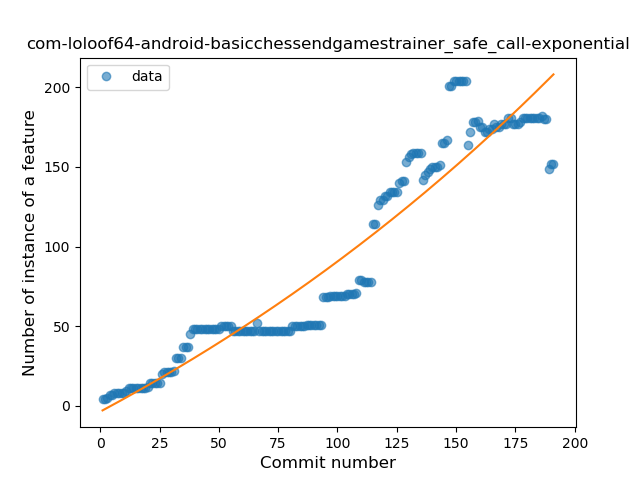 com-loloof64-android-basicchessendgamestrainer_safe_call-exponential
data
Number of instance of a feature
200
150
100
50
0
0 25 50 75 100 125 150 175 200
Commit number